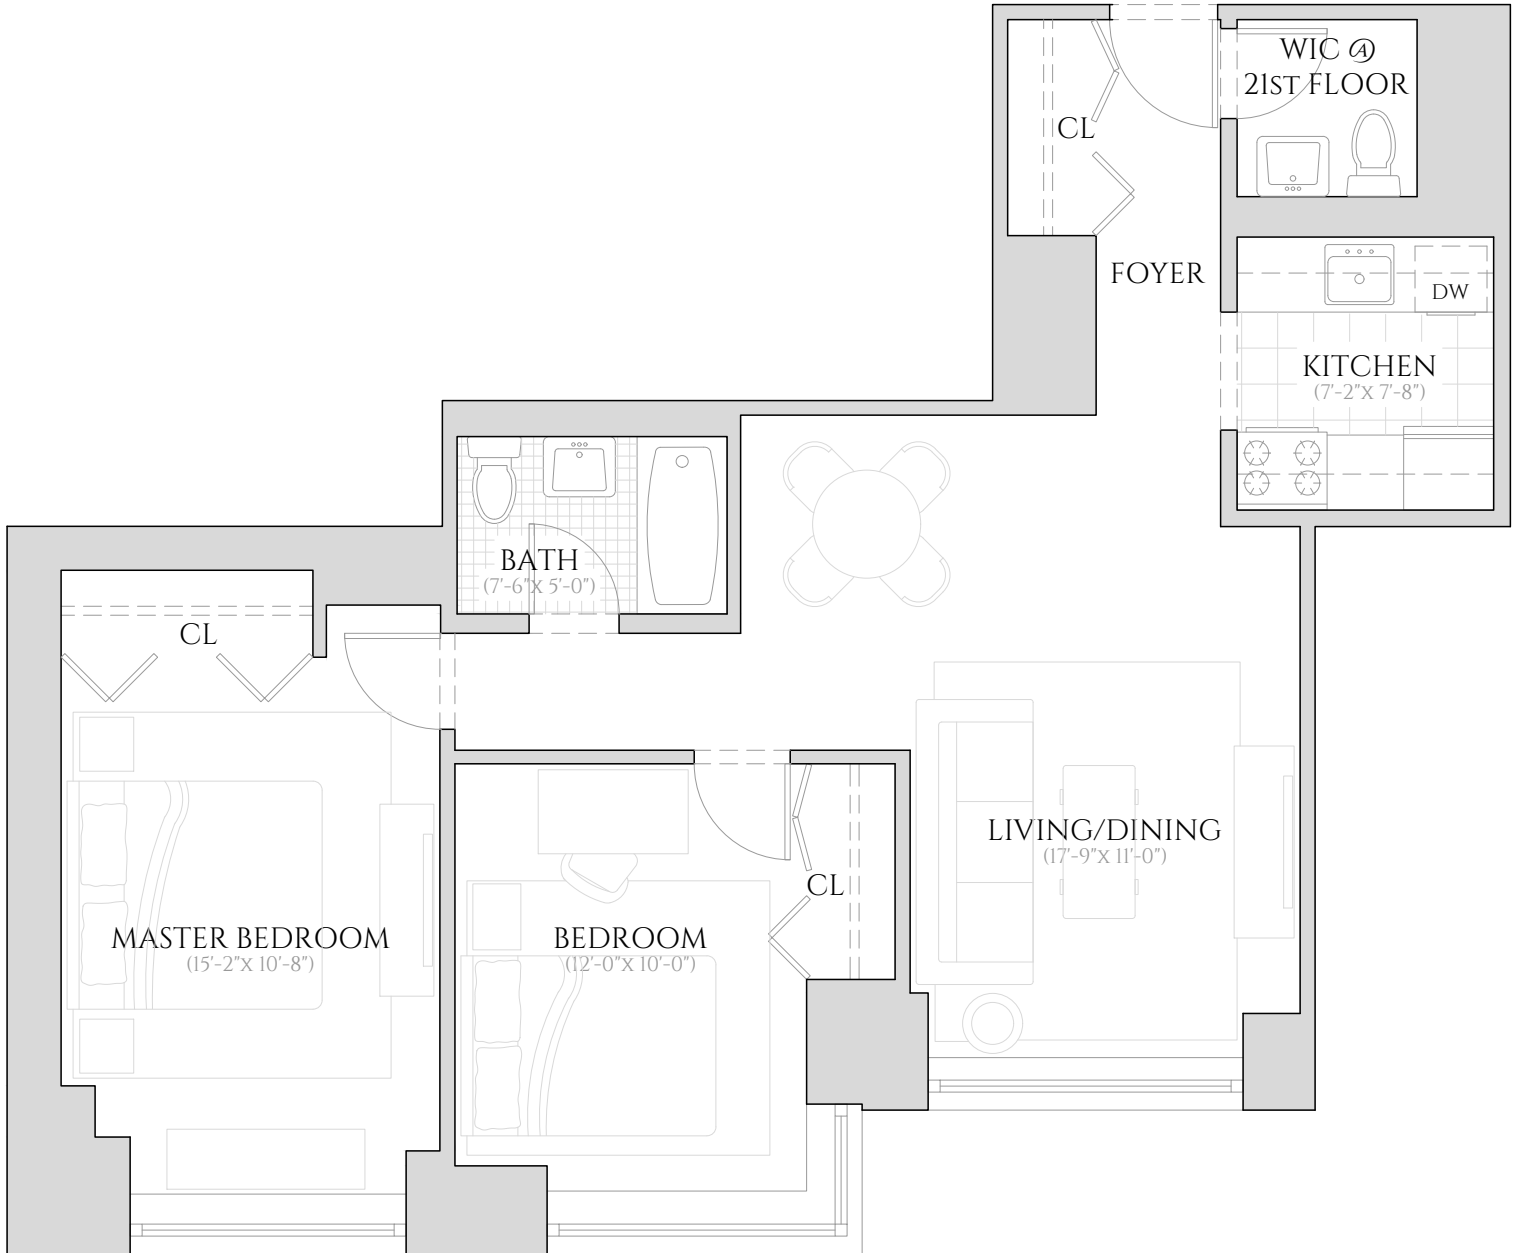 WIC @
21ST FLOOR
CL
FOYER
DW
KITCHEN
(7'-2"X 7'-8")
BATH
(7'-6"X 5'-0")
CL
LIVING/DINING
(17'-9"X 11'-0")
CL
MASTER BEDROOM
(15'-2"X 10'-8")
BEDROOM
(12'-0"X 10'-0")